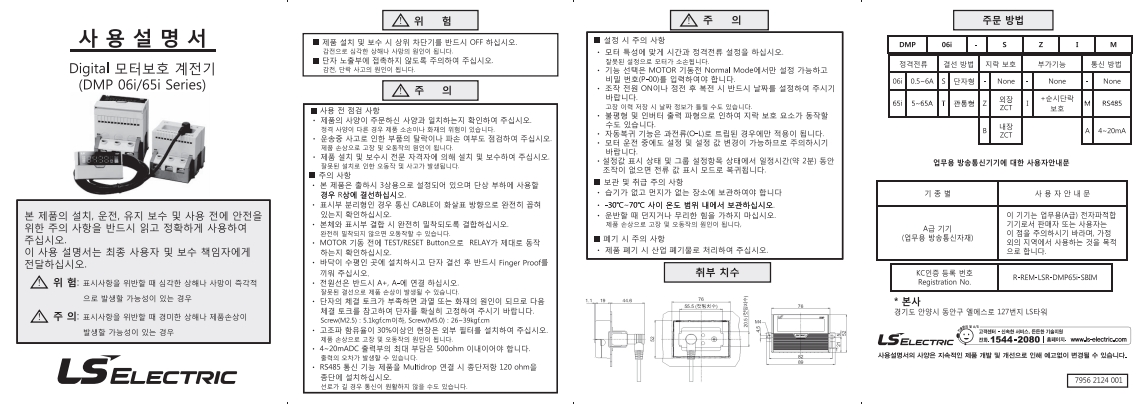 사용설명서
Digital 모터보호 계전기
(DMP 06i/65i Series)
본 제품의 설치, 운전, 유지 보수 및 사용 전에 안전을
위한 주의 사항을 반드시 읽고 정확하게 사용하여
주십시오.
이 사용 설명서는 최종 사용자 및 보수 책임자에게
전달하십시오.
위 험: 표시사항을 위반할 때 심각한 상해나 사망이 즉각적
으로 발생할 가능성이 있는 경우
주 의: 표시사항을 위반할 때 경미한 상해나 제품손상이
발생할 가능성이 있는 경우
LS ELECTRIC
위 험
■ 제품 설치 및 보수 시 상위 차단기를 반드시 OFF 하십시오.
감전으로 심각한 상해나 사망의 원인이 됩니다.
■ 단자 노출부에 접촉하지 않도록 주의하여 주십시오.
감전, 단락 사고의 원인이 됩니다.
주 의
■ 사용 전 점검 사항
· 제품의 사양이 주문하신 사양과 일치하는지 확인하여 주십시오.
정격 사양이 다른 경우 제품 소손이나 화재의 위험이 있습니다.
· 운송중 사고로 인한 부품의 탈락이나 파손 여부도 점검하여 주십시오.
제품 손상으로 고장 및 오동작의 원인이 됩니다.
· 제품 설치 및 보수시 전문 자격자에 의해 설치 및 보수하여 주십시오.
잘못된 설치로 인한 오동작 및 사고가 발생됩니다.
■ 주의 사항
· 본 제품은 출하시 3상용으로 설정되어 있으며 단상 부하에 사용할
경우 R상에 결선하십시오.
· 표시부 분리형인 경우 통신 CABLE이 화살표 방향으로 완전히 꼽혀
있는지 확인하십시오.
· 본체와 표시부 결합 시 완전히 밀착되도록 결합하십시오.
완전히 밀착되지 않으면 오동작할 수 있습니다.
· MOTOR 기동 전에 TEST/RESET Button으로 RELAY가 제대로 동작
하는지 확인하십시오.
· 바닥이 수평인 곳에 설치하시고 단자 결선 후 반드시 Finger Proof를
끼워 주십시오.
· 전원선은 반드시 A+, A-에 연결 하십시오.
잘못된 결선으로 제품 손상이 발생될 수 있습니다.
· 단자의 체결 토크가 부족하면 과열 또는 화재의 원인이 되므로 다음
체결 토크를 참고하여 단자를 확실히 고정하여 주시기 바랍니다.
Screw(M2.5) : 5.1kgf.cm이하, Screw(M5.0) : 26~39kgf.cm
· 고조파 함유율이 30%이상인 현장은 외부 필터를 설치하여 주십시오.
제품 손상으로 고장 및 오동작의 원인이 됩니다.
· 4~20mADC 출력부의 최대 부담은 500ohm 이내이어야 합니다.
출력의 오차가 발생할 수 있습니다.
· RS485 통신 기능 제품을 Multidrop 연결 시 종단저항 120 ohm을
종단에 설치하십시오.
선로가 길 경우 통신이 원활하지 않을 수도 있습니다.
주 의
■ 설정 시 주의 사항
· 모터 특성에 맞게 시간과 정격전류 설정을 하십시오.
잘못된 설정으로 모터가 소손됩니다.
· 기능 선택은 MOTOR 기동전 Normal Mode에서만 설정 가능하고
비밀 번호(P-00)를 입력하여야 합니다.
· 조작 전원 ON이나 정전 후 복전 시 반드시 날짜를 설정하여 주시기
바랍니다.
고장 이력 저장 시 날짜 정보가 틀릴 수도 있습니다.
· 불평형 및 인버터 출력 파형으로 인하여 지락 보호 요소가 동작할
수도 있습니다.
· 자동복귀 기능은 과전류(O-L)로 트립된 경우에만 적용이 됩니다.
· 모터 운전 중에도 설정 및 설정 값 변경이 가능하므로 주의하시기
바랍니다.
· 설정값 표시 상태 및 그룹 설정항목 상태에서 일정시간(약 2분) 동안
조작이 없으면 전류 값 표시 모드로 복귀됩니다.
■ 보관 및 취급 주의 사항
· 습기가 없고 먼지가 없는 장소에 보관하여야 합니다
· -30℃~70℃ 사이 온도 범위 내에서 보관하십시오.
· 운반할 때 던지거나 무리한 힘을 가하지 마십시오.
제품 손상으로 고장 및 오동작의 원인이 됩니다.
■ 폐기 시 주의 사항
· 제품 폐기 시 산업 폐기물로 처리하여 주십시오.
취부 치수
1.1 19 44.6
52
76
65.5 (컷팅치수)
20.5 (컷팅치수)
76
82
89
주문 방법
DMP 06i - S Z I M
정격전류 결선 방법 지락 보호 부가기능 통신 방법
06i 0.5~6A S 단자형 - None - None - None
65i 5~65A T 관통형 Z 외장 ZCT I +순시단락 보호 M RS485
B 내장 ZCT A 4~20mA
업무용 방송통신기기에 대한 사용자안내문
기 종 별 사 용 자 안 내 문
A급 기기
(업무용 방송통신자재)
이 기기는 업무용(A급) 전자파적합
기기로서 판매자 또는 사용자는
이 점을 주의하시기 바라며, 가정
외의 지역에서 사용하는 것을 목적
으로 합니다.
KC인증 등록 번호
Registration No.
R-REM-LSR-DMP65i-SBIM
* 본사
경기도 안양시 동안구 엘에스로 127번지 LS타워
LS ELECTRIC
고객센터 - 신속한 서비스, 든든한 기술지원
전화. 1544-2080 홈페이지. www.ls-electric.com
사용설명서의 사양은 지속적인 제품 개발 및 개선으로 인해 예고없이 변경될 수 있습니다.
7956 2124 001